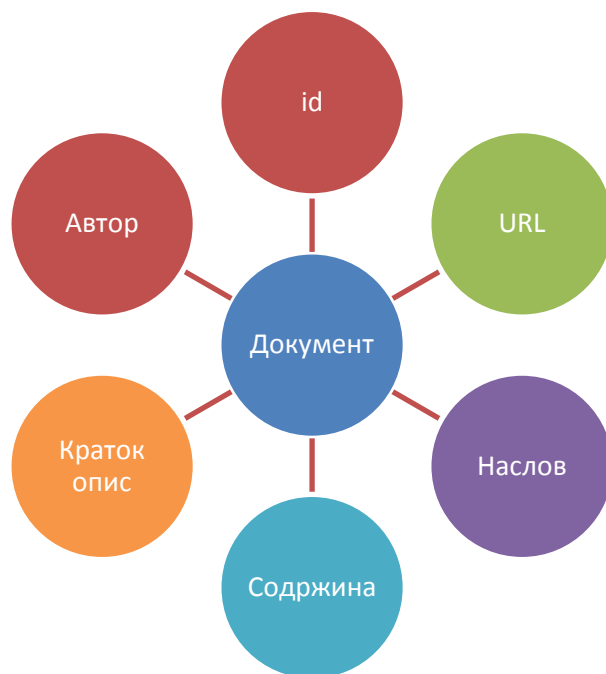 id
Автор
URL
Документ
Краток
опис
Наслов
Содржина